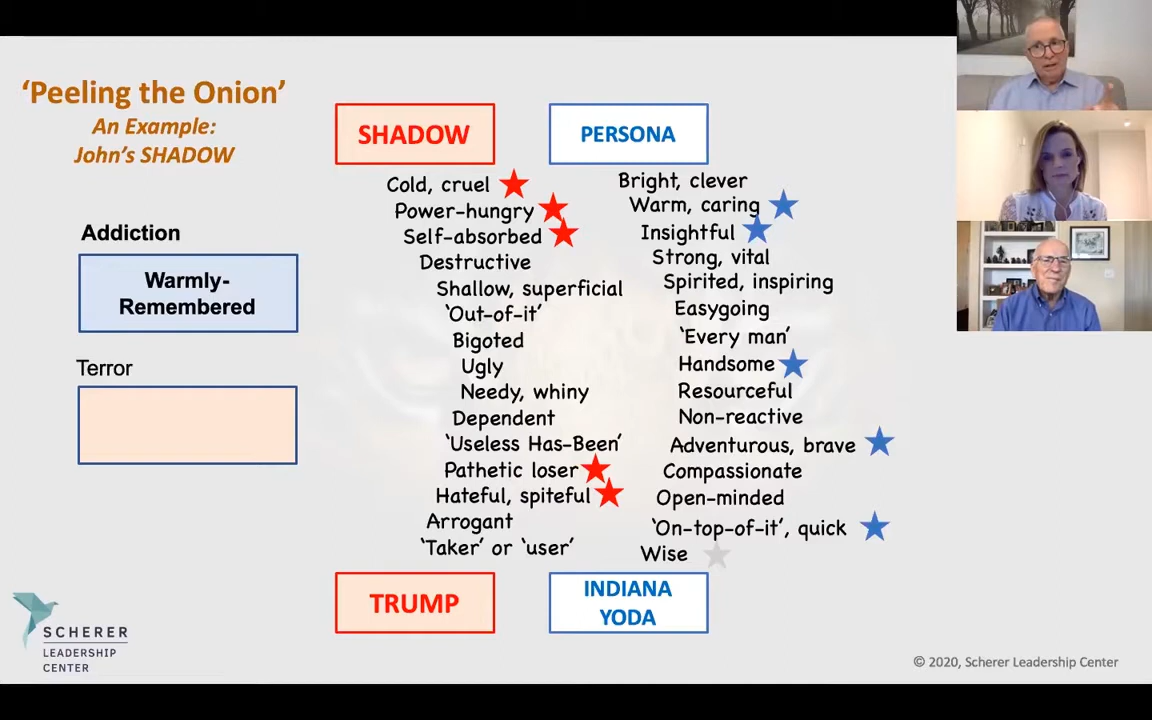 ‘Peeling the Onion’
An Example:
John’s SHADOW
Addiction
Warmly-
Remembered
Terror
SHADOW
Cold, cruel
Power-hungry
Self-absorbed
Destructive
Shallow, superficial
‘Out-of-it’
Bigoted
Ugly
Needy, whiny
Dependent
‘Useless Has-Been’
Pathetic loser
Hateful, spiteful
Arrogant
‘Taker’ or ‘user’
TRUMP
PERSONA
Bright, clever
Warm, caring
Insightful
Strong, vital
Spirited, inspiring
Easygoing
‘Every man’
Handsome
Resourceful
Non-reactive
Adventurous, brave
Compassionate
Open-minded
‘On-top-of-it’, quick
Wise
INDIANA
YODA
SCHERER
LEADERSHIP
CENTER
© 2020, Scherer Leadership Center